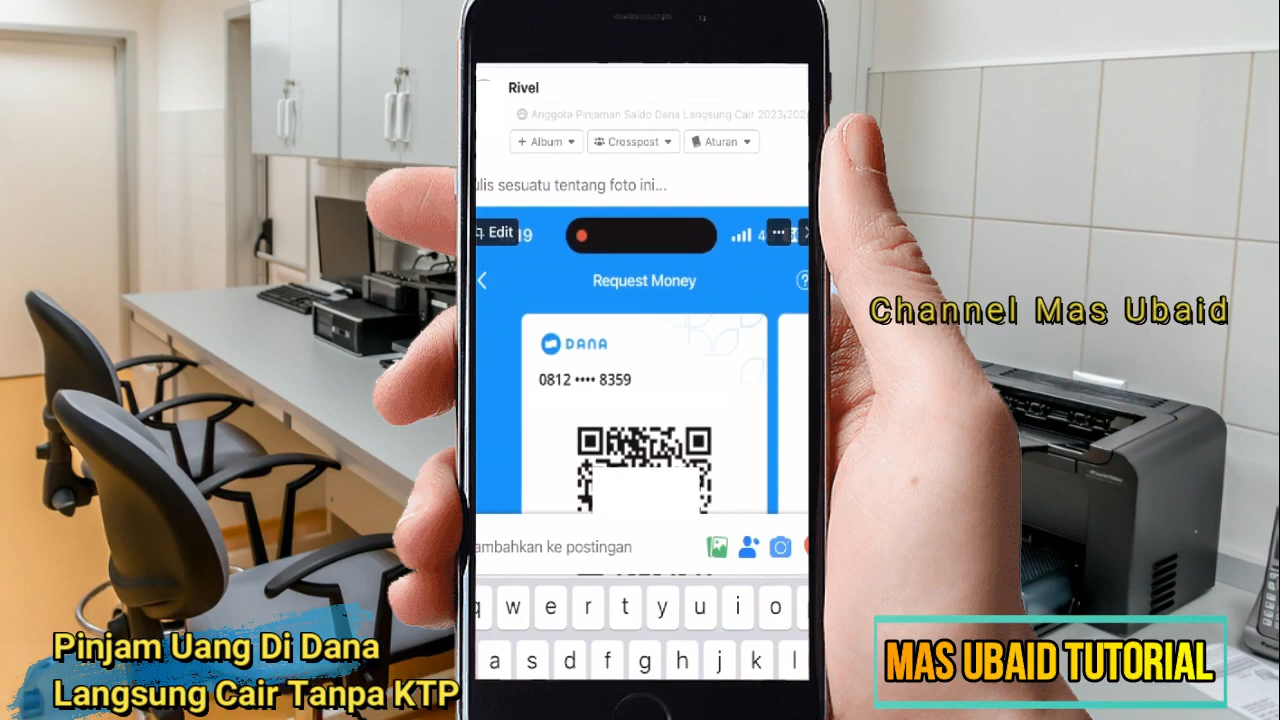 Rivel
Anggota Pinjaman Saldo Dana Langsung Cair 2023/202
+ Album
Crosspost
Aturan
ulis sesuatu tentang foto ini...
Edit
19
4
Request Money
DANA
0812 •••• 8359
ambahkan ke postingan
q w e r t y u i o
a s d f g h j k l
Channel Mas Ubaid
Pinjam Uang Di Dana
Langsung Cair Tanpa KTP
MAS UBAID TUTORIAL